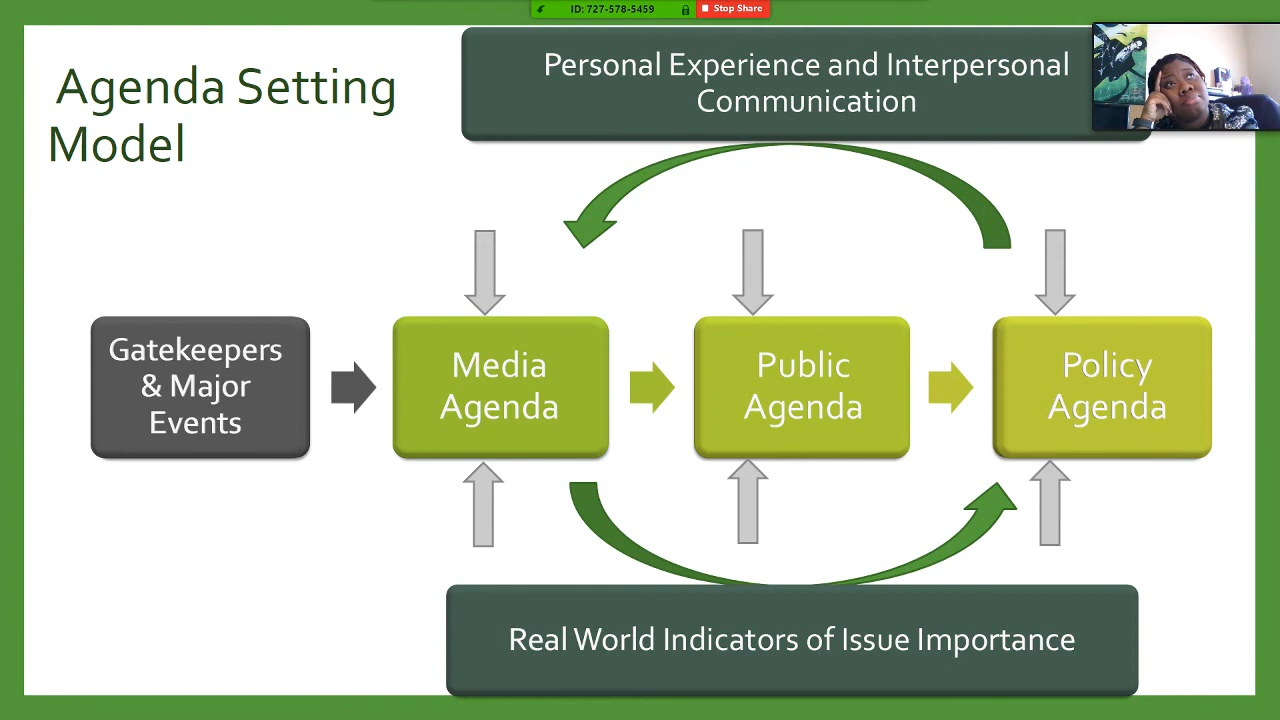 ID: 727-578-5459
Stop Share
Agenda Setting
Model
Personal Experience and Interpersonal
Communication
Gatekeepers
& Major
Events
Media
Agenda
Public
Agenda
Policy
Agenda
Real World Indicators of Issue Importance